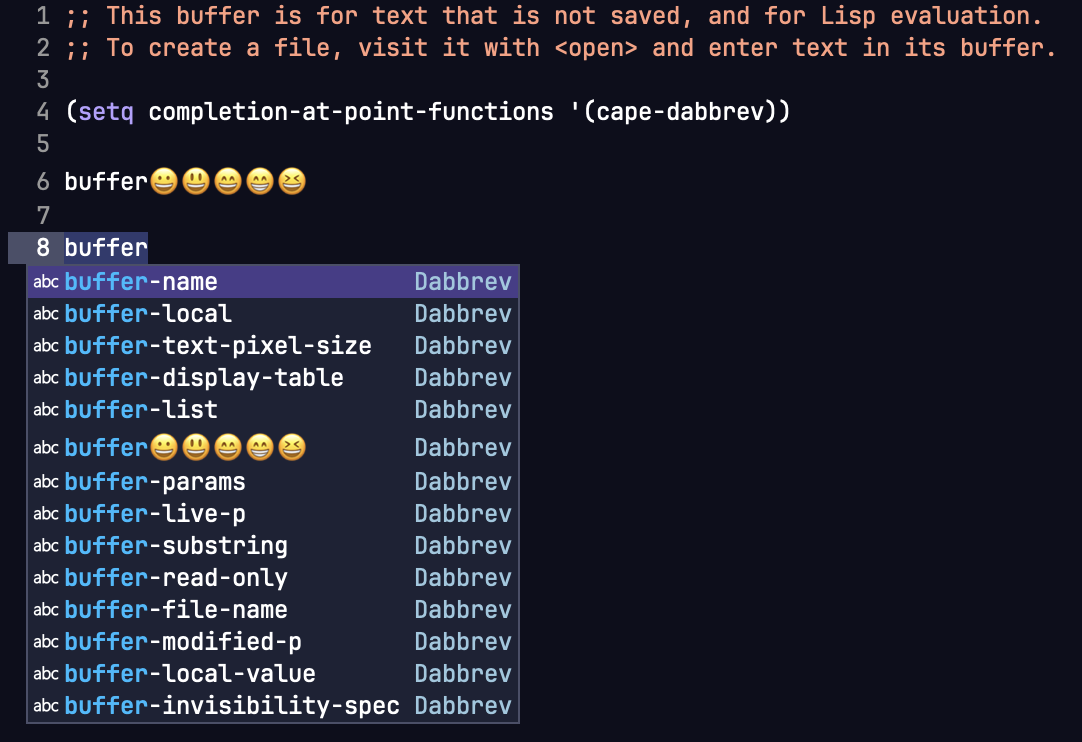 1 ;; This buffer is for text that is not saved, and for Lisp evaluation.
2 ;; To create a file, visit it with <open> and enter text in its buffer.
3
4 (setq completion-at-point-functions '(cape-dabbrev))
5
6 buffer😀😃😄😁😆
7
8 buffer
abc buffer-name Dabbrev
abc buffer-local Dabbrev
abc buffer-text-pixel-size Dabbrev
abc buffer-display-table Dabbrev
abc buffer-list Dabbrev
abc buffer😀😃😄😁😆 Dabbrev
abc buffer-params Dabbrev
abc buffer-live-p Dabbrev
abc buffer-substring Dabbrev
abc buffer-read-only Dabbrev
abc buffer-file-name Dabbrev
abc buffer-modified-p Dabbrev
abc buffer-local-value Dabbrev
abc buffer-invisibility-spec Dabbrev